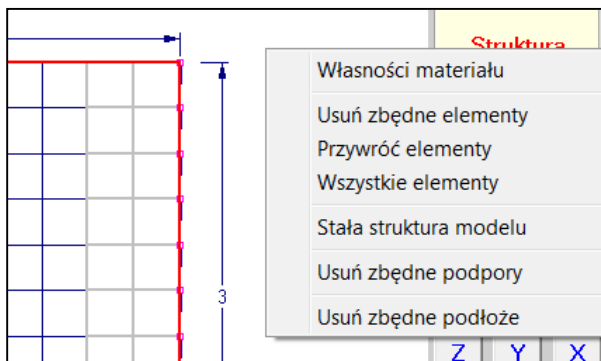 Struktura
Własności materiału
Usuń zbędne elementy
Przywróć elementy
Wszystkie elementy
Stała struktura modelu
Usuń zbędne podpory
3
Usuń zbędne podłoże
Z Y X